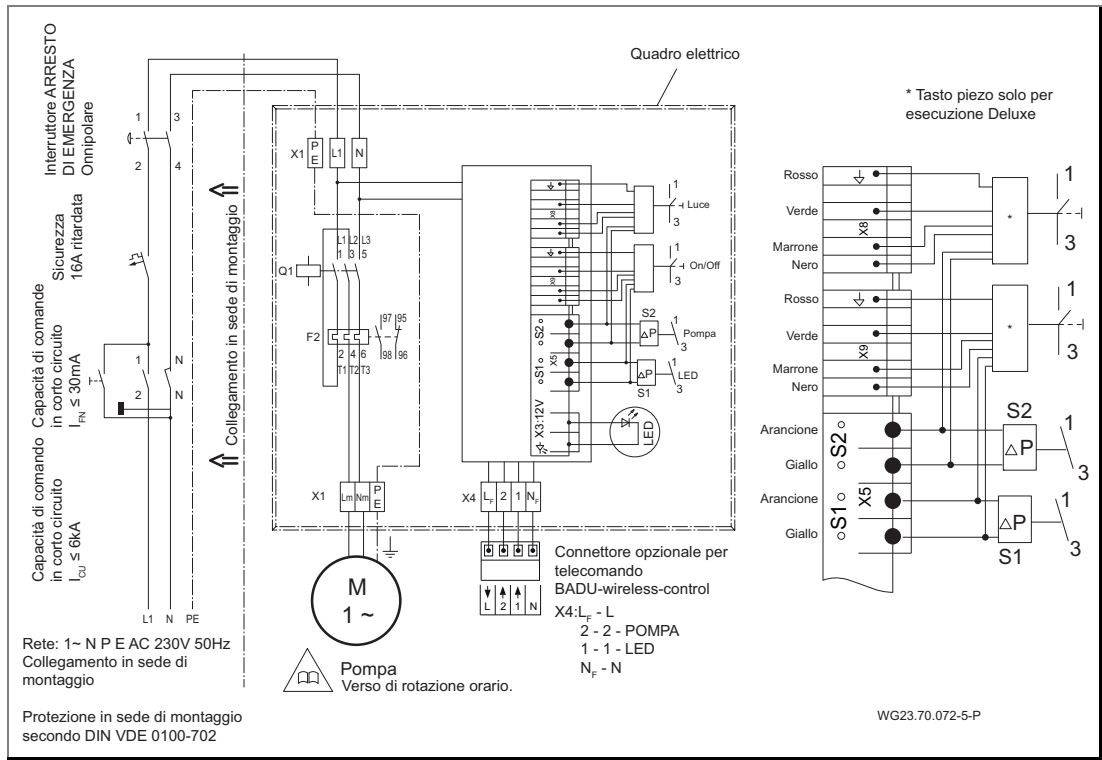 Interruttore ARRESTO
DI EMERGENZA
Onnipolare
1
3
2
4
Sicurezza
16A ritardata
Capacità di comande
in corto circuito
I_FN ≤ 30mA
1
N
2
N
Capacità di comando
in corto circuito
I_CU ≤ 6kA
L1 N PE
Rete: 1~ N P E AC 230V 50Hz
Collegamento in sede di
montaggio
Protezione in sede di montaggio
secondo DIN VDE 0100-702
Collegamento in sede di montaggio
Quadro elettrico
X1
PE
L1
N
L1 L2 L3
1 3 5
Q1
F2
97 95
98 96
2 4 6
T1 T2 T3
X1
Lm
Nm
PE
M
1 ~
Pompa
Verso di rotazione orario.
X8
1
Luce
3
X9
1
On/Off
3
S2
S1
X5
S2
ΔP
1
Pompa
3
ΔP
S1
1
LED
3
X3:12V
LED
X4
L_F
2
1
N_F
L
2
1
N
Connettore opzionale per
telecomando
BADU-wireless-control
X4:L_F - L
2 - 2 - POMPA
1 - 1 - LED
N_F - N
* Tasto piezo solo per
esecuzione Deluxe
Rosso
Verde
Marrone
Nero
X8
*
1
3
Rosso
Verde
Marrone
Nero
X9
*
1
3
Arancione
Giallo
S2
S2
ΔP
1
3
Arancione
Giallo
S1
X5
ΔP
S1
1
3
WG23.70.072-5-P